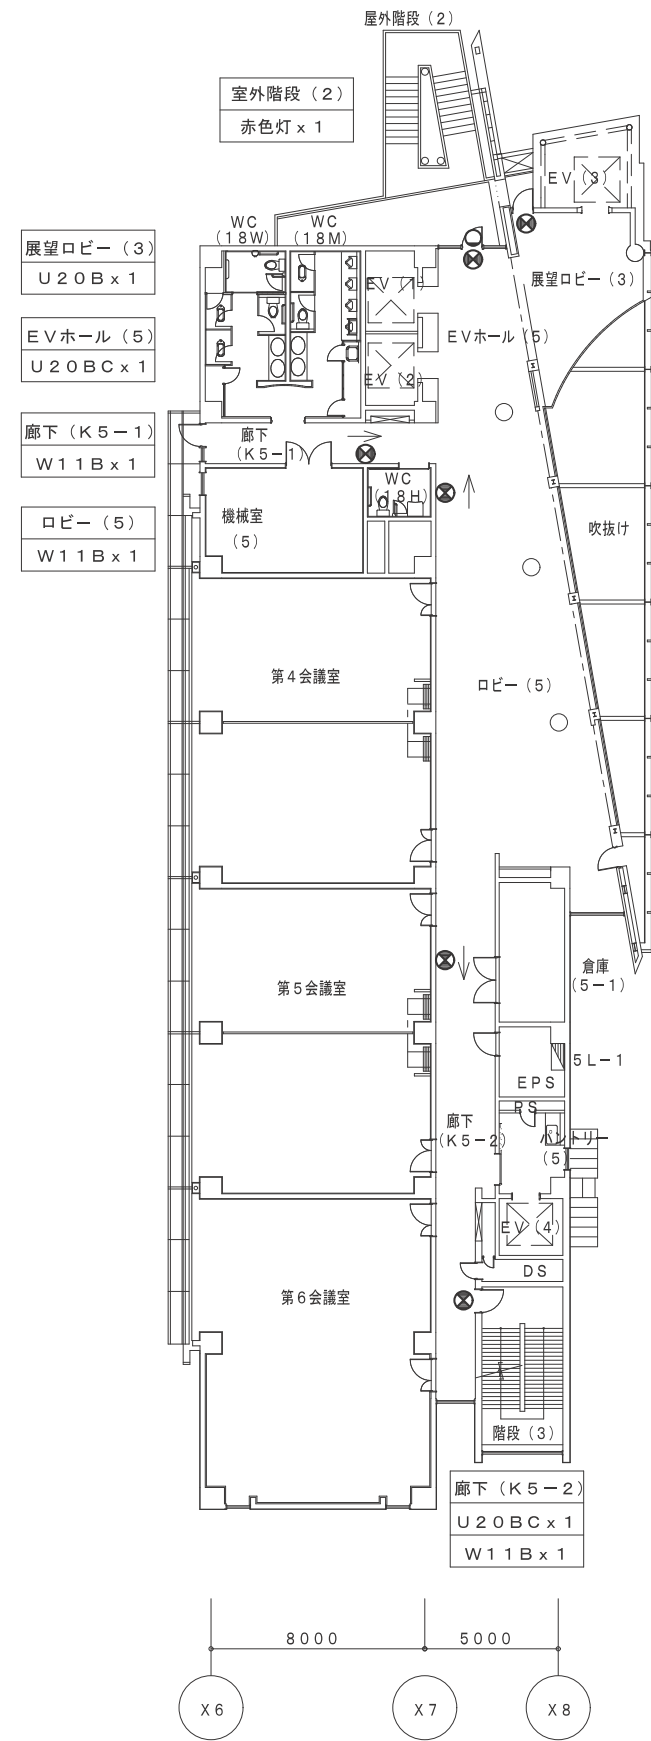 屋外階段（２）
室外階段（２）
赤色灯ｘ１
ＥＶ（３）
展望ロビー（３）
Ｕ２０Ｂｘ１
ＷＣ
（１８Ｗ）
ＷＣ
（１８Ｍ）
展望ロビー（３）
ＥＶホール（５）
Ｕ２０ＢＣｘ１
ＥＶ
ＥＶホール（５）
ＥＶ（２）
廊下（Ｋ５－１）
Ｗ１１Ｂｘ１
廊下
（Ｋ５－１）
ロビー（５）
Ｗ１１Ｂｘ１
機械室
（５）
ＷＣ
（１８Ｈ）
吹抜け
第４会議室
ロビー（５）
第５会議室
倉庫
（５－１）
５Ｌ－１
ＥＰＳ
ＰＳ
廊下
（Ｋ５－２）
パントリー
（５）
ＥＶ（４）
ＤＳ
第６会議室
階段（３）
廊下（Ｋ５－２）
Ｕ２０ＢＣｘ１
Ｗ１１Ｂｘ１
８０００
５０００
Ｘ６
Ｘ７
Ｘ８